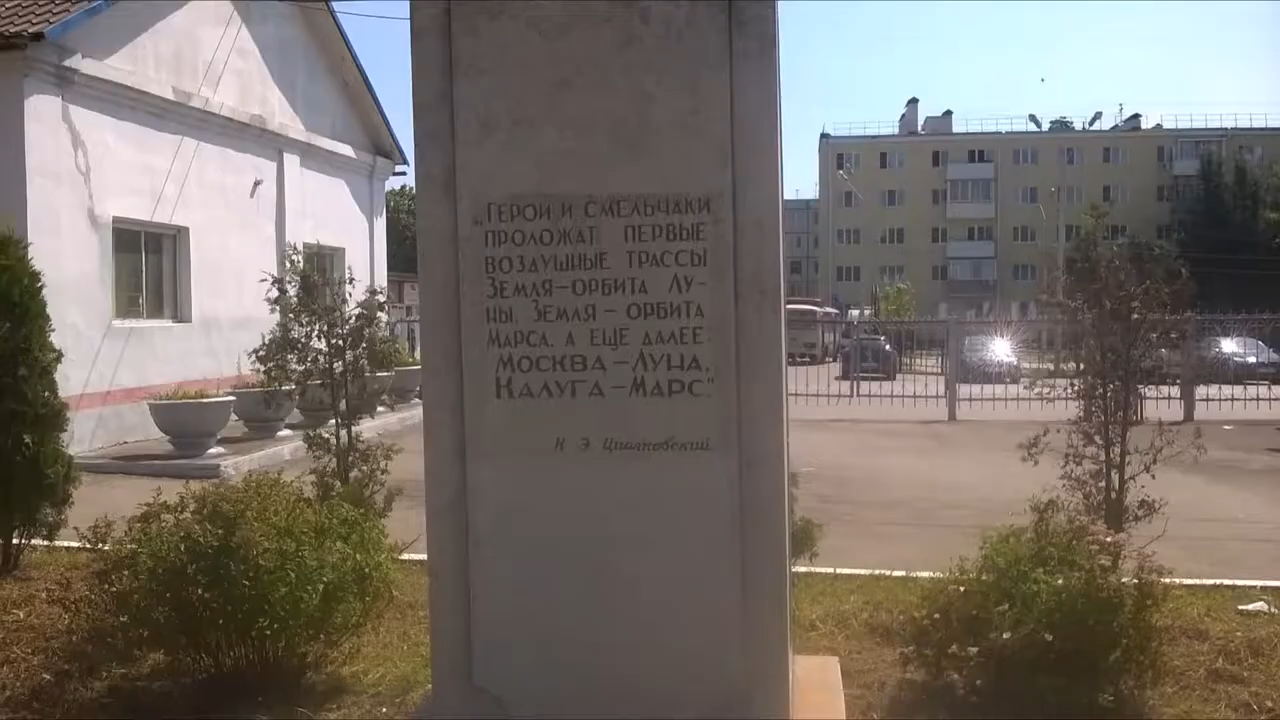 „Герои и смельчаки
проложат первые
воздушные трассы
Земля–орбита Лу-
ны, Земля – орбита
Марса. а еще далее.
Москва–Луна,
Калуга–Марс."
К Э Циолковский